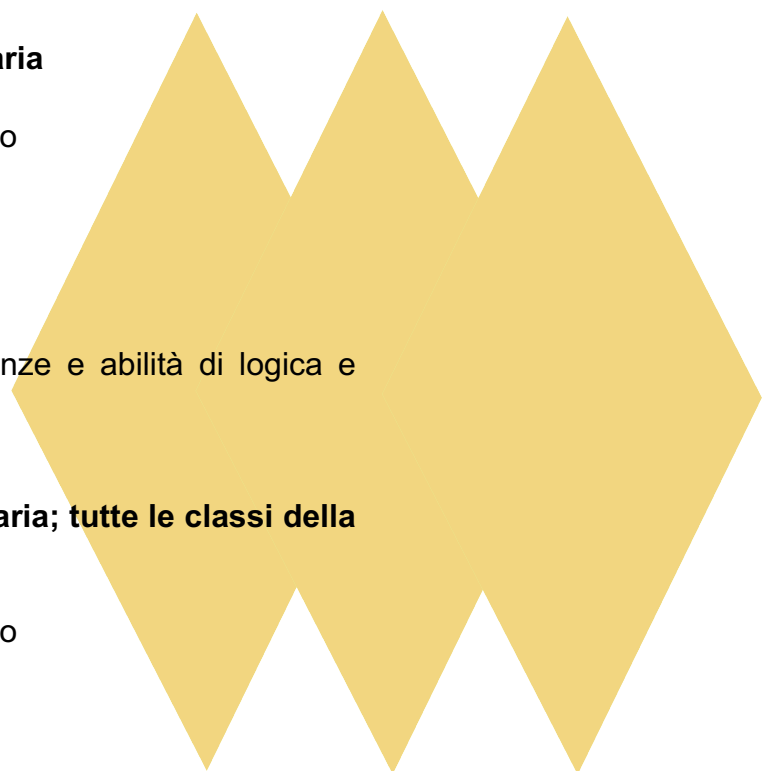 aria
o
nze e abilità di logica e
aria; tutte le classi della
o